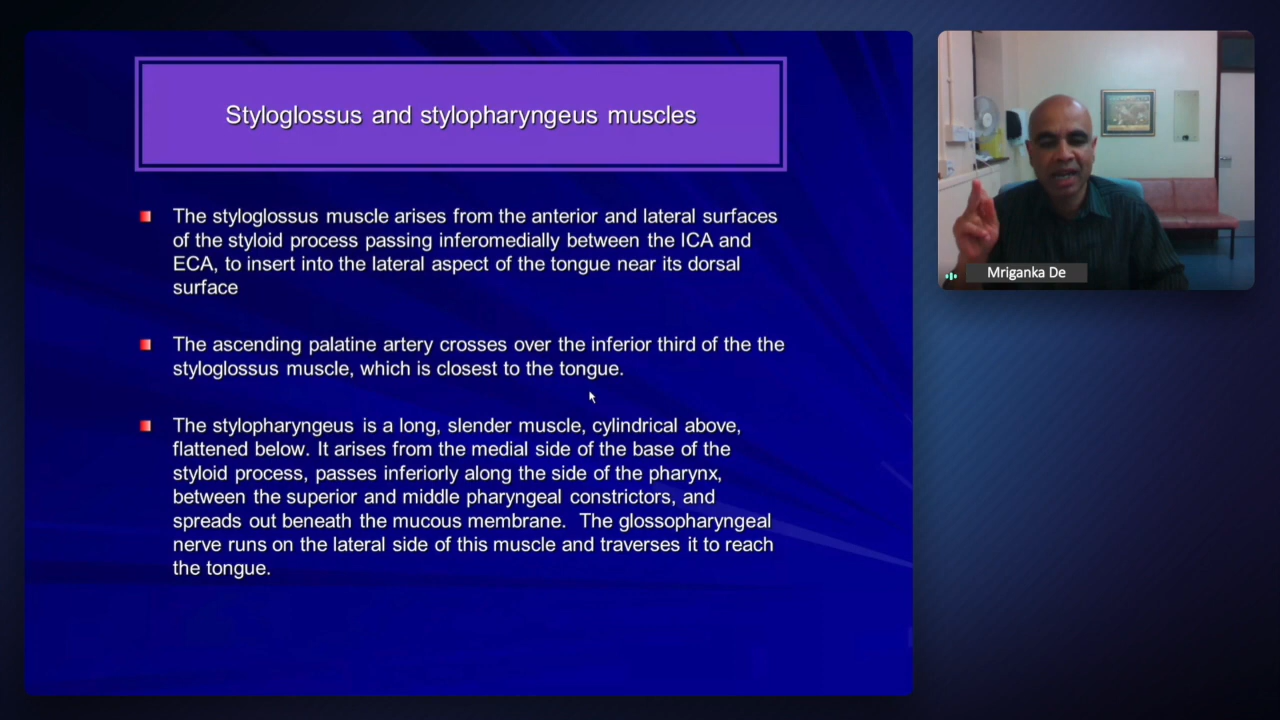 Styloglossus and stylopharyngeus muscles
The styloglossus muscle arises from the anterior and lateral surfaces
of the styloid process passing inferomedially between the ICA and
ECA, to insert into the lateral aspect of the tongue near its dorsal
surface
The ascending palatine artery crosses over the inferior third of the the
styloglossus muscle, which is closest to the tongue.
The stylopharyngeus is a long, slender muscle, cylindrical above,
flattened below. It arises from the medial side of the base of the
styloid process, passes inferiorly along the side of the pharynx,
between the superior and middle pharyngeal constrictors, and
spreads out beneath the mucous membrane. The glossopharyngeal
nerve runs on the lateral side of this muscle and traverses it to reach
the tongue.
Mriganka De